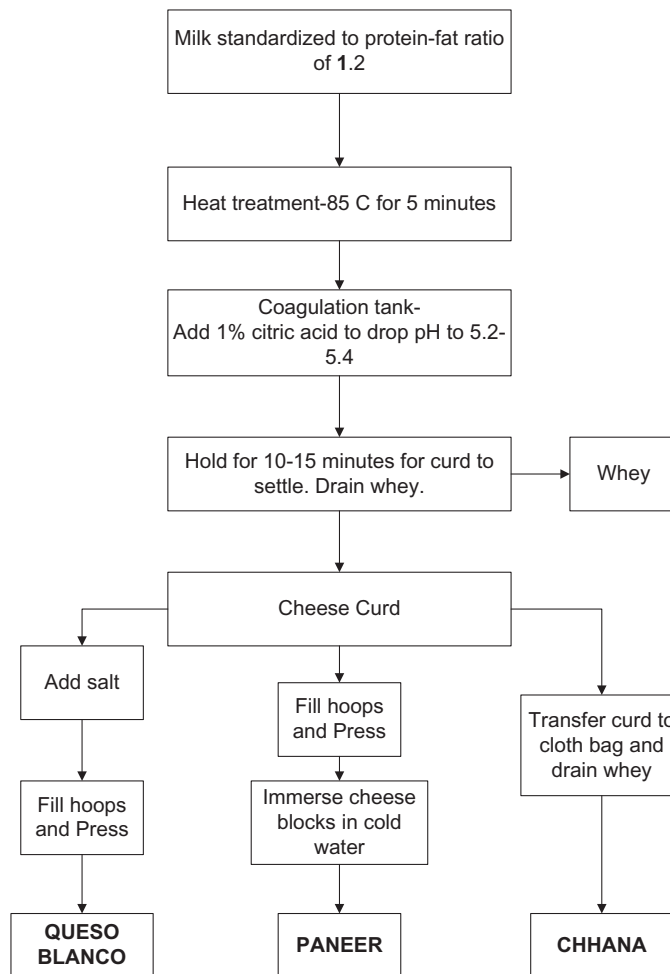 Milk standardized to protein-fat ratio
of 1.2
Heat treatment-85 C for 5 minutes
Coagulation tank-
Add 1% citric acid to drop pH to 5.2-
5.4
Hold for 10-15 minutes for curd to
settle. Drain whey.
Whey
Cheese Curd
Add salt
Fill hoops
and Press
QUESO
BLANCO
Fill hoops
and Press
Immerse cheese
blocks in cold
water
PANEER
Transfer curd to
cloth bag and
drain whey
CHHANA